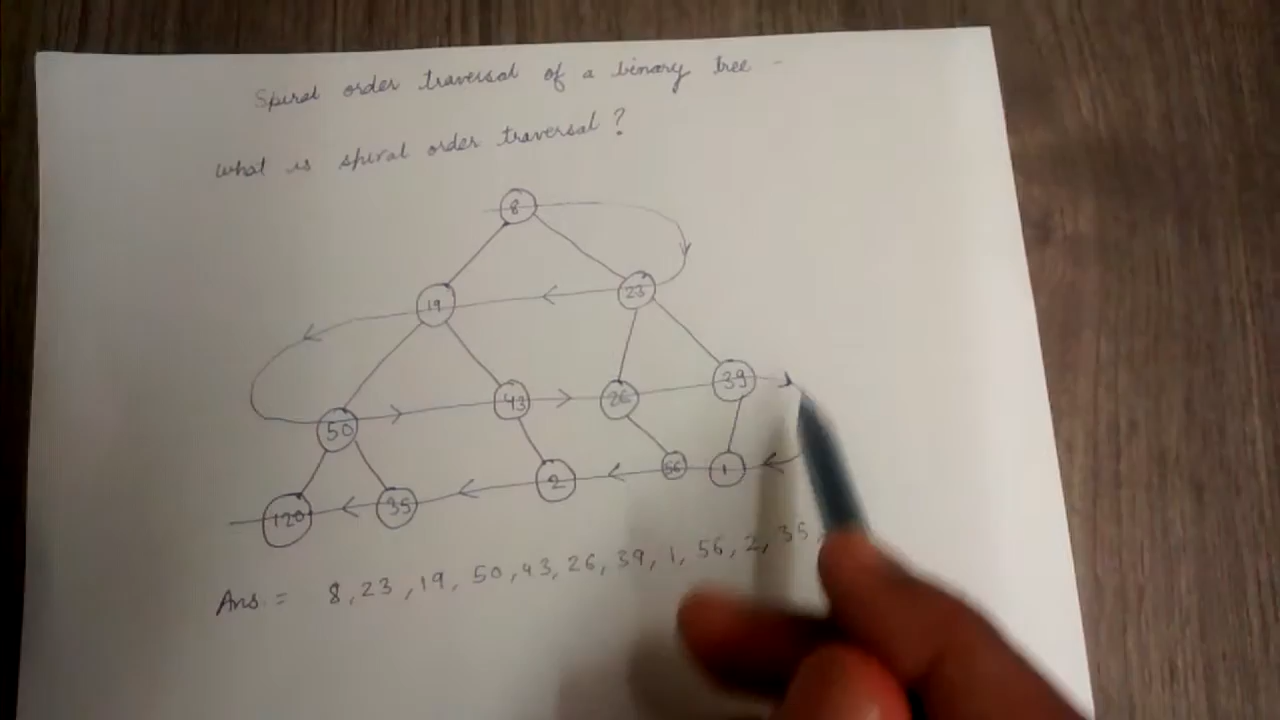 Spiral order traversal of a binary tree -
what is spiral order traversal ?
8
19 23
50 43 26 39
120 35 2 56 1
Ans. = 8, 23, 19, 50, 43, 26, 39, 1, 56, 2, 35,